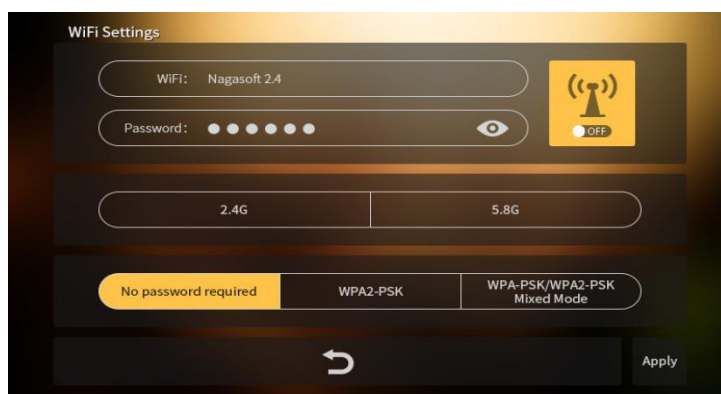 WiFi Settings
WiFi: Nagasoft 2.4
Password:
OFF
2.4G
5.8G
No password required
WPA2-PSK
WPA-PSK/WPA2-PSK
Mixed Mode
Apply